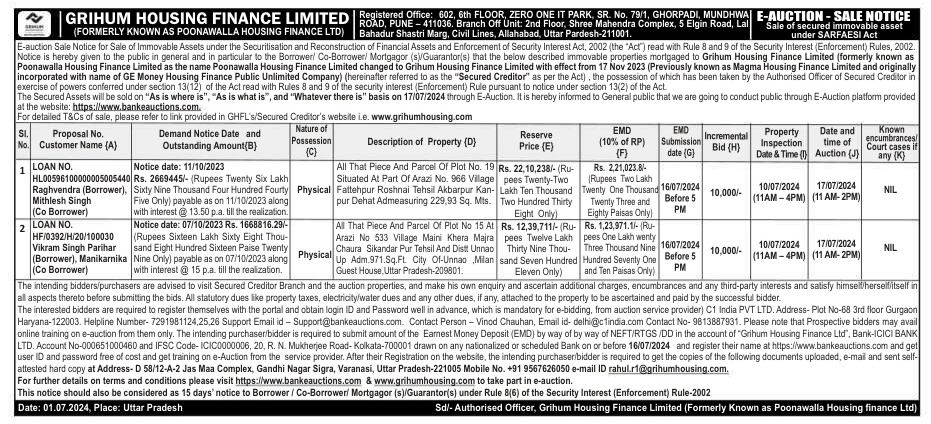 GRIHUM HOUSING FINANCE LIMITED
(FORMERLY KNOWN AS POONAWALLA HOUSING FINANCE LTD)
Registered Office: 602, 6th FLOOR, ZERO ONE IT PARK, SR. No. 79/1, GHORPADI, MUNDHWA
ROAD, PUNE – 411036. Branch Off Unit: 2nd Floor, Shree Mahendra Complex, 5 Elgin Road, Lal
Bahadur Shastri Marg, Civil Lines, Allahabad, Uttar Pradesh-211001.
E-AUCTION - SALE NOTICE
Sale of secured immovable asset
under SARFAESI Act
E-auction Sale Notice for Sale of Immovable Assets under the Securitisation and Reconstruction of Financial Assets and Enforcement of Security Interest Act, 2002 (the “Act”) read with Rule 8 and 9 of the Security Interest (Enforcement) Rules, 2002.
Notice is hereby given to the public in general and in particular to the Borrower/ Co-Borrower/ Mortgagor (s)/Guarantor(s) that the below described immovable properties mortgaged to Grihum Housing Finance Limited (formerly known as
Poonawalla Housing Finance Limited as the name Poonawalla Housing Finance Limited changed to Grihum Housing Finance Limited with effect from 17 Nov 2023 (Previously known as Magma Housing Finance Limited and originally
incorporated with name of GE Money Housing Finance Public Unlimited Company) (hereinafter referred to as the “Secured Creditor” as per the Act) , the possession of which has been taken by the Authorised Officer of Secured Creditor in
exercise of powers conferred under section 13(12) of the Act read with Rules 8 and 9 of the security interest (Enforcement) Rule pursuant to notice under section 13(2) of the Act.
The Secured Assets will be sold on “As is where is”, “As is what is”, and “Whatever there is” basis on 17/07/2024 through E-Auction. It is hereby informed to General public that we are going to conduct public through E-Auction platform provided
at the website: https://www.bankeauctions.com.
For detailed T&Cs of sale, please refer to link provided in GHFL’s/Secured Creditor’s website i.e. www.grihumhousing.com
Sl. No.
Proposal No. Customer Name {A}
Demand Notice Date and Outstanding Amount{B}
Nature of Possession {C}
Description of Property {D}
Reserve Price {E}
EMD (10% of RP) {F}
EMD Submission date {G}
Incremental Bid {H}
Property Inspection Date & Time {I}
Date and time of Auction {J}
Known encumbrances/ Court cases if any {K}
1
LOAN NO.
HL00596100000005005440
Raghvendra (Borrower),
Mithlesh Singh
(Co Borrower)
Notice date: 11/10/2023
Rs. 2669445/- (Rupees Twenty Six Lakh
Sixty Nine Thousand Four Hundred Forty
Five Only) payable as on 11/10/2023 along
with interest @ 13.50 p.a. till the realization.
Physical
All That Piece And Parcel Of Plot No. 19
Situated At Part Of Arazi No. 966 Village
Fattehpur Roshnai Tehsil Akbarpur Kan-
pur Dehat Admeasuring 229,93 Sq. Mts.
Rs. 22,10,238/- (Ru-
pees Twenty-Two
Lakh Ten Thousand
Two Hundred Thirty
Eight Only)
Rs. 2,21,023.8/-
(Rupees Two Lakh
Twenty One Thousand
Twenty Three and
Eighty Paisas Only)
16/07/2024
Before 5
PM
10,000/-
10/07/2024
(11AM – 4PM)
17/07/2024
(11AM- 2PM)
NIL
2
LOAN NO.
HF/0392/H/20/100030
Vikram Singh Parihar
(Borrower), Manikarnika
(Co Borrower)
Notice date: 07/10/2023 Rs. 1668816.29/-
(Rupees Sixteen Lakh Sixty Eight Thou-
sand Eight Hundred Sixteen Paise Twenty
Nine Only) payable as on 07/10/2023 along
with interest @ 15 p.a. till the realization.
Physical
All That Piece And Parcel Of Plot No 15 At
Arazi No 533 Village Maini Khera Majra
Chaura Sikandar Pur Tehsil And Distt Unnao
Up Adm.971.Sq.Ft. City Of-Unnao ,Milan
Guest House,Uttar Pradesh-209801.
Rs. 12,39,711/- (Ru-
pees Twelve Lakh
Thirty Nine Thou-
sand Seven Hundred
Eleven Only)
Rs. 1,23,971.1/- (Ru-
pees One Lakh wenty
Three Thousand Nine
Hundred Seventy One
and Ten Paisas Only)
16/07/2024
Before 5
PM
10,000/-
10/07/2024
(11AM – 4PM)
17/07/2024
(11AM- 2PM)
NIL
The intending bidders/purchasers are advised to visit Secured Creditor Branch and the auction properties, and make his own enquiry and ascertain additional charges, encumbrances and any third-party interests and satisfy himself/herself/itself in
all aspects thereto before submitting the bids. All statutory dues like property taxes, electricity/water dues and any other dues, if any, attached to the property to be ascertained and paid by the successful bidder.
The interested bidders are required to register themselves with the portal and obtain login ID and Password well in advance, which is mandatory for e-bidding, from auction service provider) C1 India PVT LTD. Address- Plot No-68 3rd floor Gurgaon
Haryana-122003. Helpline Number- 7291981124,25,26 Support Email id – Support@bankeauctions.com. Contact Person – Vinod Chauhan, Email id- delhi@c1india.com Contact No- 9813887931. Please note that Prospective bidders may avail
online training on e-auction from them only. The intending purchaser/bidder is required to submit amount of the Earnest Money Deposit (EMD) by way of by way of NEFT/RTGS /DD in the account of “Grihum Housing Finance Ltd”, Bank-ICICI BANK
LTD. Account No-000651000460 and IFSC Code- ICIC0000006, 20, R. N. Mukherjee Road- Kolkata-700001 drawn on any nationalized or scheduled Bank on or before 16/07/2024 and register their name at https://www.bankeauctions.com and get
user ID and password free of cost and get training on e-Auction from the service provider. After their Registration on the website, the intending purchaser/bidder is required to get the copies of the following documents uploaded, e-mail and sent self-
attested hard copy at Address- D 58/12-A-2 Jas Maa Complex, Gandhi Nagar Sigra, Varanasi, Uttar Pradesh-221005 Mobile No. +91 9567626050 e-mail ID rahul.r1@grihumhousing.com.
For further details on terms and conditions please visit https://www.bankeauctions.com & www.grihumhousing.com to take part in e-auction.
This notice should also be considered as 15 days’ notice to Borrower / Co-Borrower/ Mortgagor (s)/Guarantor(s) under Rule 8(6) of the Security Interest (Enforcement) Rule-2002
Date: 01.07.2024, Place: Uttar Pradesh
Sd/- Authorised Officer, Grihum Housing Finance Limited (Formerly Known as Poonawalla Housing finance Ltd)